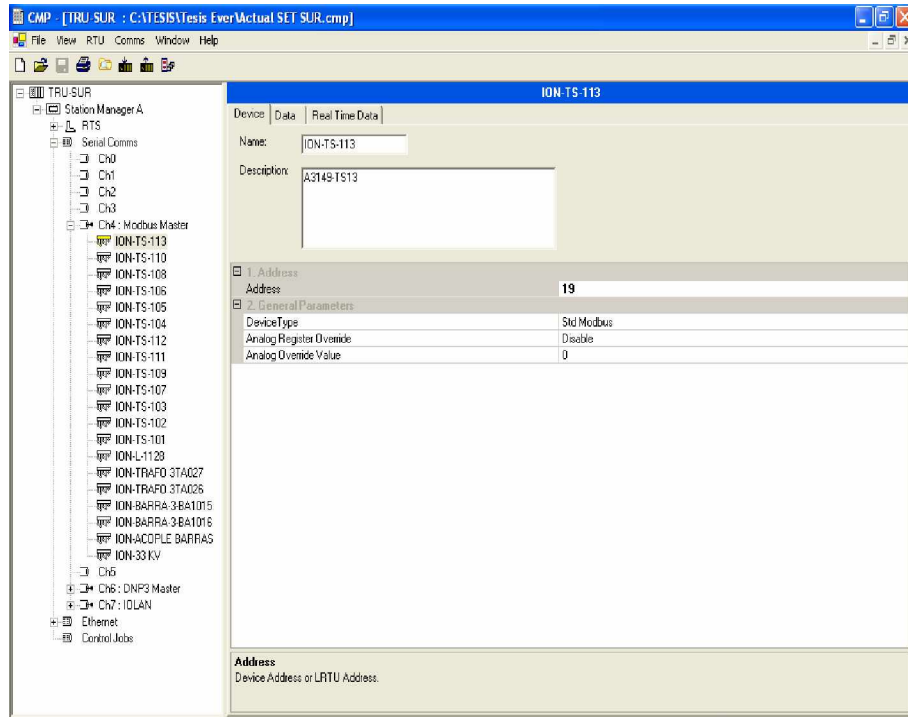 CMP - [TRU-SUR : C:\TESIS\Tesis Ever\Actual SET SUR.cmp]
File View RTU Comms Window Help
TRU-SUR
Station Manager A
RTS
Serial Comms
Ch0
Ch1
Ch2
Ch3
Ch4 : Modbus Master
ION-TS-113
ION-TS-110
ION-TS-108
ION-TS-106
ION-TS-105
ION-TS-104
ION-TS-112
ION-TS-111
ION-TS-109
ION-TS-107
ION-TS-103
ION-TS-102
ION-TS-101
ION-L-1128
ION-TRAFO 3TA027
ION-TRAFO 3TA026
ION-BARRA-3-BA1015
ION-BARRA-3-BA1016
ION-ACOPLE BARRAS
ION-33 KV
Ch5
Ch6 : DNP3 Master
Ch7 : IOLAN
Ethernet
Control Jobs
ION-TS-113
Device Data Real Time Data
Name: ION-TS-113
Description: A3149-TS13
1. Address
Address 19
2. General Parameters
DeviceType Std Modbus
Analog Register Override Disable
Analog Override Value 0
Address
Device Address or LRTU Address.